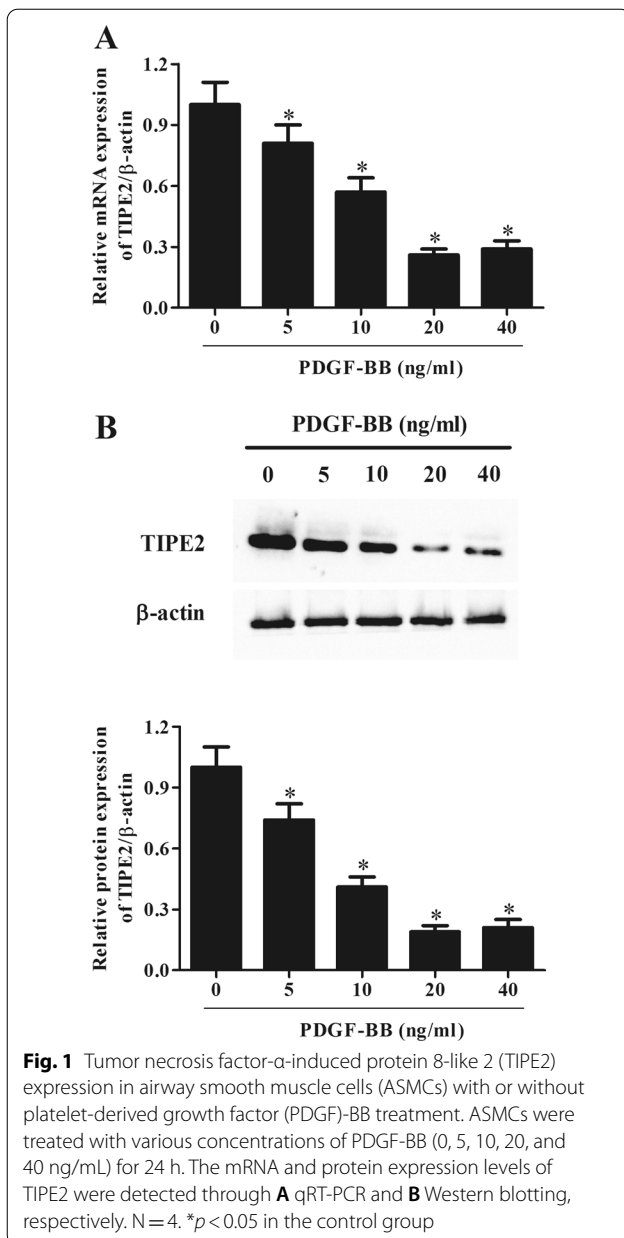 A
Relative mRNA expression
of TIPE2/β-actin
1.2
0.9
0.6
0.3
0.0
*
*
*
*
0 5 10 20 40
PDGF-BB (ng/ml)
B
PDGF-BB (ng/ml)
0 5 10 20 40
TIPE2
β-actin
Relative protein expression
of TIPE2/β-actin
1.2
0.9
0.6
0.3
0.0
*
*
*
*
0 5 10 20 40
PDGF-BB (ng/ml)
Fig. 1 Tumor necrosis factor-α-induced protein 8-like 2 (TIPE2)
expression in airway smooth muscle cells (ASMCs) with or without
platelet-derived growth factor (PDGF)-BB treatment. ASMCs were
treated with various concentrations of PDGF-BB (0, 5, 10, 20, and
40 ng/mL) for 24 h. The mRNA and protein expression levels of
TIPE2 were detected through A qRT-PCR and B Western blotting,
respectively. N = 4. *p < 0.05 in the control group